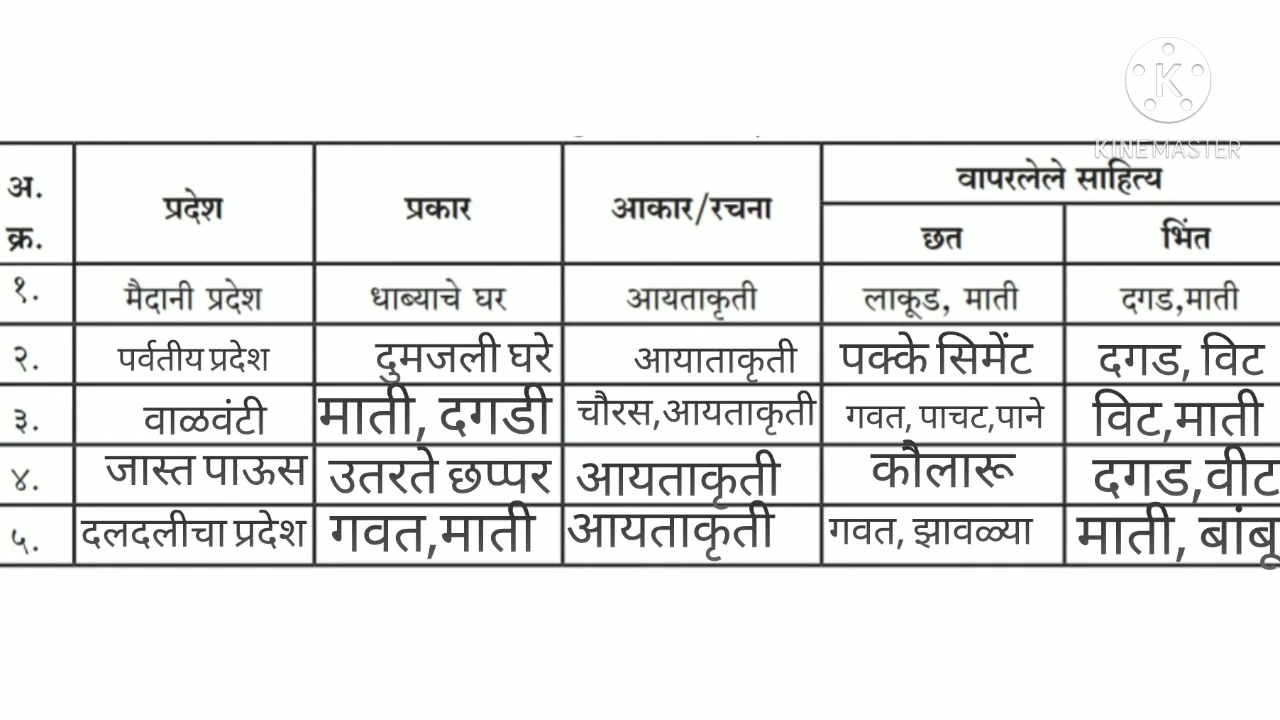 K
KINEMASTER
अ. क्र. प्रदेश प्रकार आकार/रचना वापरलेले साहित्य
छत भिंत
१. मैदानी प्रदेश धाब्याचे घर आयताकृती लाकूड, माती दगड,माती
२. पर्वतीय प्रदेश दुमजली घरे आयाताकृती पक्के सिमेंट दगड, विट
३. वाळवंटी माती, दगडी चौरस,आयताकृती गवत, पाचट,पाने विट,माती
४. जास्त पाऊस उतरते छप्पर आयताकृती कौलारू दगड,वीट
५. दलदलीचा प्रदेश गवत,माती आयताकृती गवत, झावळ्या माती, बांबू